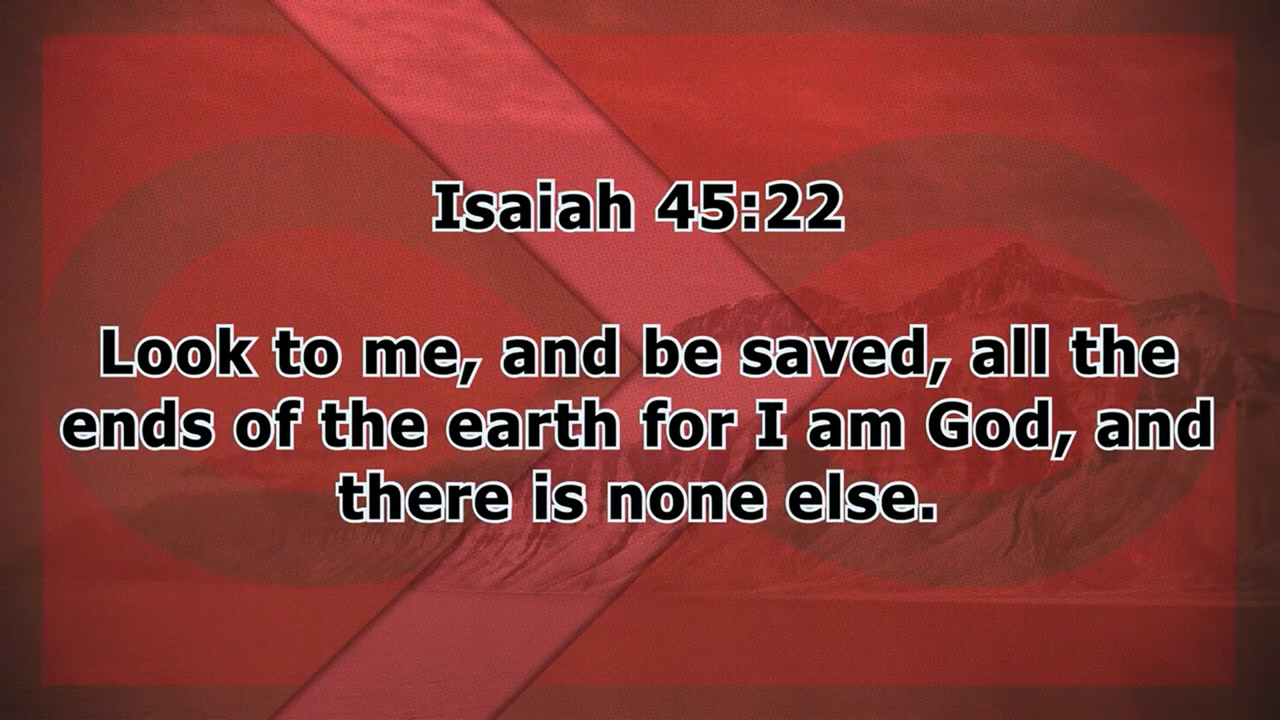 Isaiah 45:22
Look to me, and be saved, all the
ends of the earth for I am God, and
there is none else.